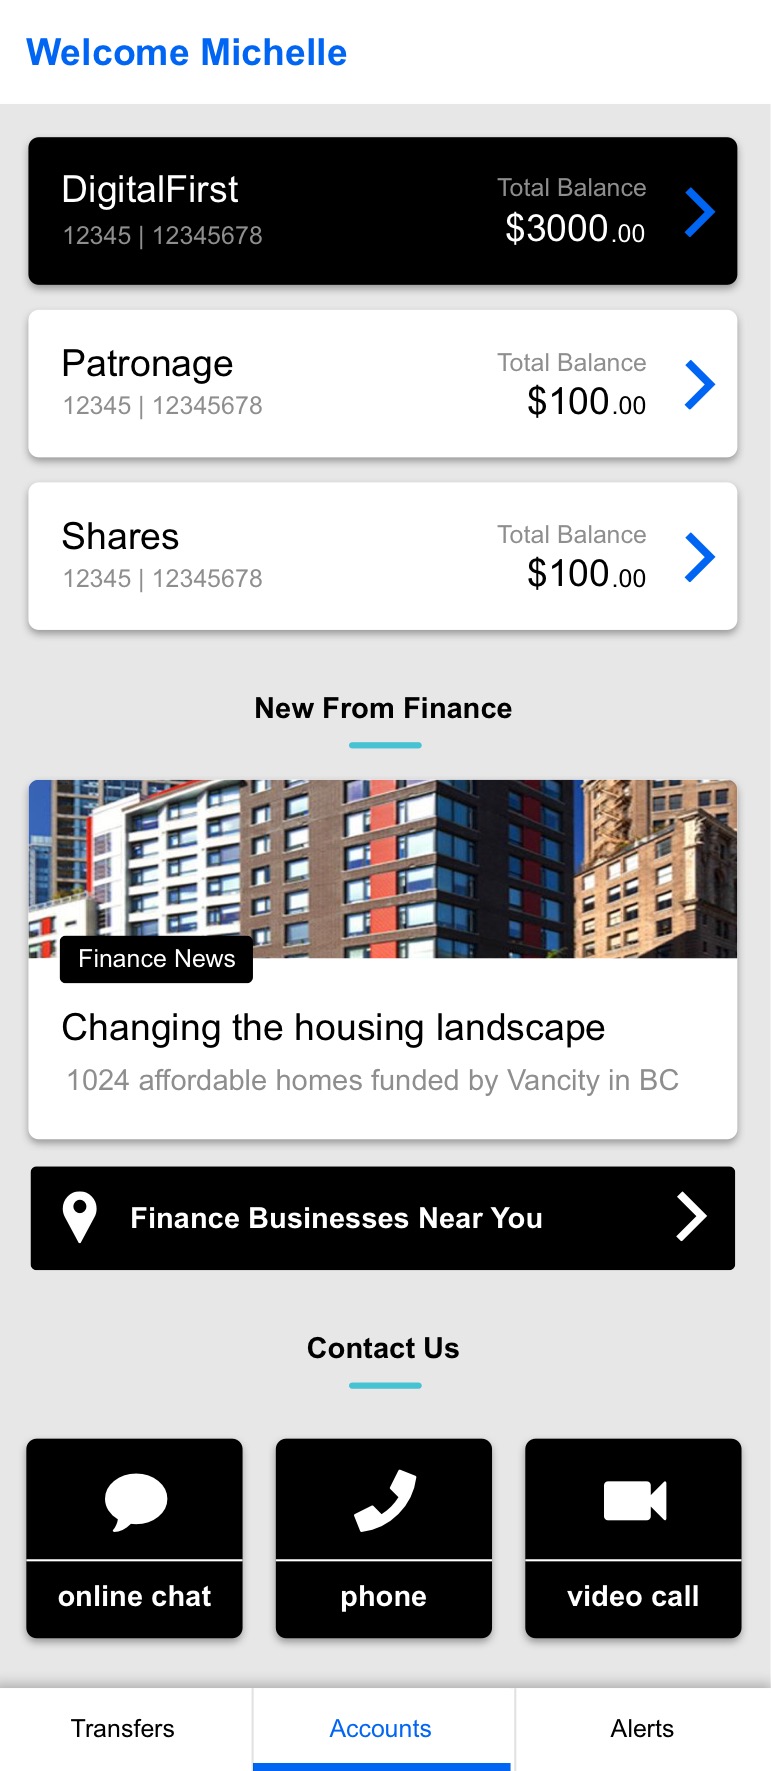 Welcome Michelle
DigitalFirst
12345 | 12345678
Total Balance
$3000.00
Patronage
12345 | 12345678
Total Balance
$100.00
Shares
12345 | 12345678
Total Balance
$100.00
New From Finance
Finance News
Changing the housing landscape
1024 affordable homes funded by Vancity in BC
Finance Businesses Near You
Contact Us
online chat
phone
video call
Transfers
Accounts
Alerts